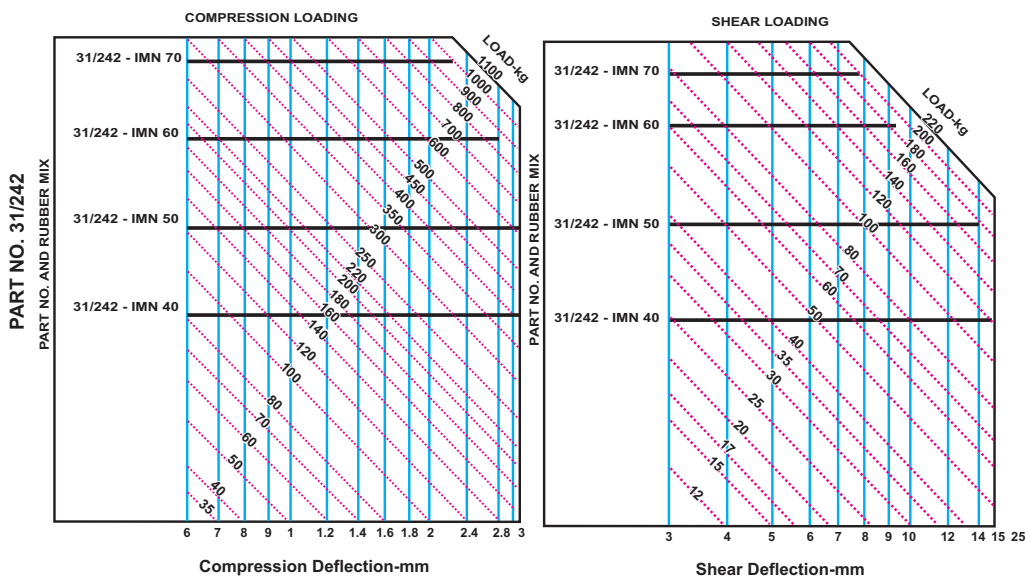 COMPRESSION LOADING
SHEAR LOADING
PART NO. 31/242
PART NO. AND RUBBER MIX
31/242 - IMN 70
31/242 - IMN 60
31/242 - IMN 50
31/242 - IMN 40
LOAD-kg
1100
1000
900
800
700
600
500
450
400
350
300
250
220
200
180
160
140
120
100
80
70
60
50
40
35
6 7 8 9 1 1.2 1.4 1.6 1.8 2 2.4 2.8 3
Compression Deflection-mm
PART NO. AND RUBBER MIX
31/242 - IMN 70
31/242 - IMN 60
31/242 - IMN 50
31/242 - IMN 40
LOAD-kg
220
200
180
160
140
120
100
80
70
60
50
40
35
30
25
20
17
15
12
3 4 5 6 7 8 9 10 12 14 15 25
Shear Deflection-mm